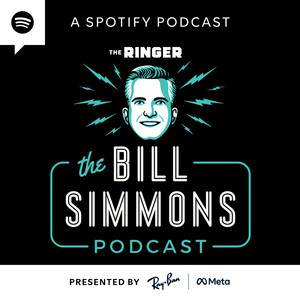 A SPOTIFY PODCAST
THE RINGER
the BILL
SIMMONS
PODCAST
PRESENTED BY Ray-Ban | Meta